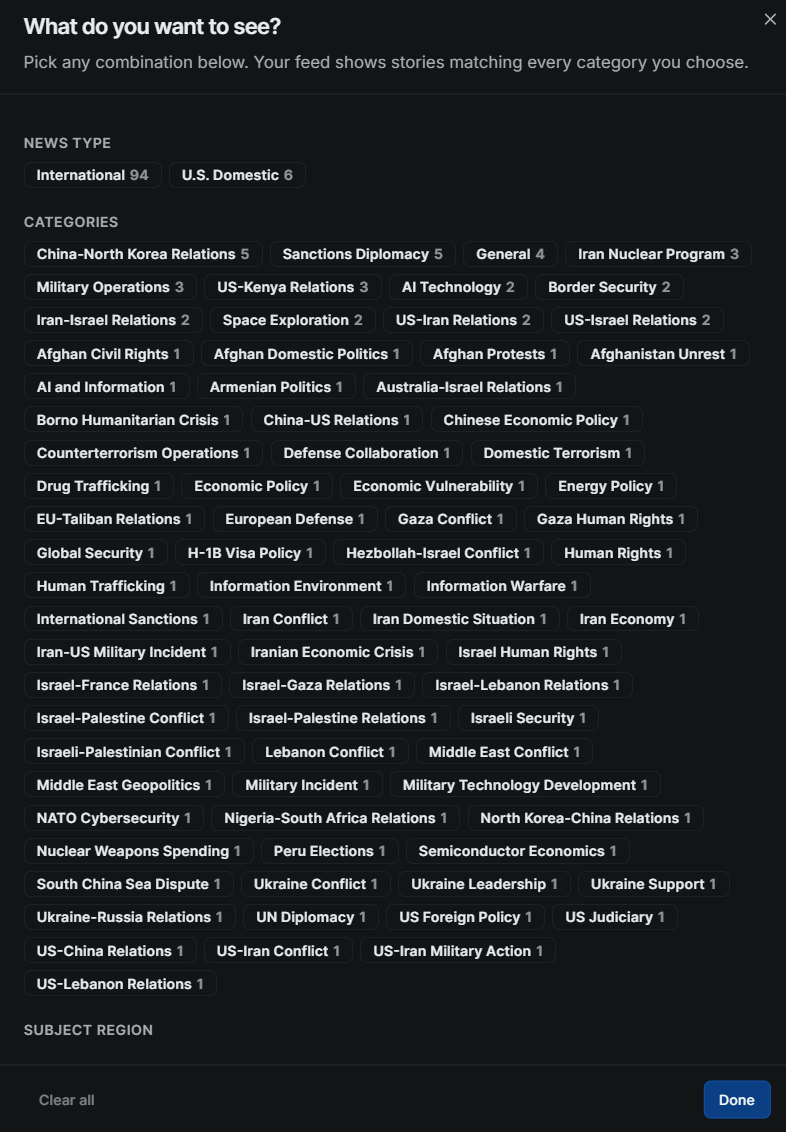 What do you want to see?
Pick any combination below. Your feed shows stories matching every category you choose.
NEWS TYPE
International 94 U.S. Domestic 6
CATEGORIES
China-North Korea Relations 5 Sanctions Diplomacy 5 General 4 Iran Nuclear Program 3
Military Operations 3 US-Kenya Relations 3 AI Technology 2 Border Security 2
Iran-Israel Relations 2 Space Exploration 2 US-Iran Relations 2 US-Israel Relations 2
Afghan Civil Rights 1 Afghan Domestic Politics 1 Afghan Protests 1 Afghanistan Unrest 1
AI and Information 1 Armenian Politics 1 Australia-Israel Relations 1
Borno Humanitarian Crisis 1 China-US Relations 1 Chinese Economic Policy 1
Counterterrorism Operations 1 Defense Collaboration 1 Domestic Terrorism 1
Drug Trafficking 1 Economic Policy 1 Economic Vulnerability 1 Energy Policy 1
EU-Taliban Relations 1 European Defense 1 Gaza Conflict 1 Gaza Human Rights 1
Global Security 1 H-1B Visa Policy 1 Hezbollah-Israel Conflict 1 Human Rights 1
Human Trafficking 1 Information Environment 1 Information Warfare 1
International Sanctions 1 Iran Conflict 1 Iran Domestic Situation 1 Iran Economy 1
Iran-US Military Incident 1 Iranian Economic Crisis 1 Israel Human Rights 1
Israel-France Relations 1 Israel-Gaza Relations 1 Israel-Lebanon Relations 1
Israel-Palestine Conflict 1 Israel-Palestine Relations 1 Israeli Security 1
Israeli-Palestinian Conflict 1 Lebanon Conflict 1 Middle East Conflict 1
Middle East Geopolitics 1 Military Incident 1 Military Technology Development 1
NATO Cybersecurity 1 Nigeria-South Africa Relations 1 North Korea-China Relations 1
Nuclear Weapons Spending 1 Peru Elections 1 Semiconductor Economics 1
South China Sea Dispute 1 Ukraine Conflict 1 Ukraine Leadership 1 Ukraine Support 1
Ukraine-Russia Relations 1 UN Diplomacy 1 US Foreign Policy 1 US Judiciary 1
US-China Relations 1 US-Iran Conflict 1 US-Iran Military Action 1
US-Lebanon Relations 1
SUBJECT REGION
Clear all Done